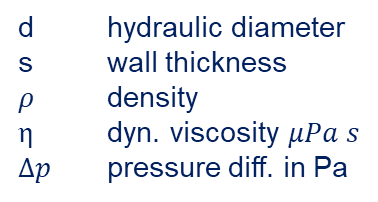 d hydraulic diameter
s wall thickness
ρ density
η dyn. viscosity μPa s
Δp pressure diff. in Pa